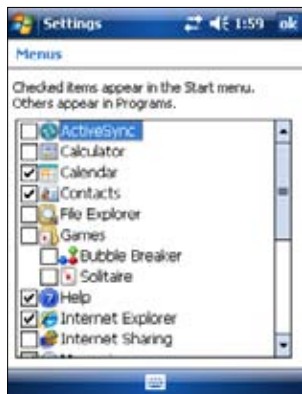 Settings 1:59 ok
Menus
Checked items appear in the Start menu.
Others appear in Programs.
ActiveSync
Calculator
Calendar
Contacts
File Explorer
Games
Bubble Breaker
Solitaire
Help
Internet Explorer
Internet Sharing